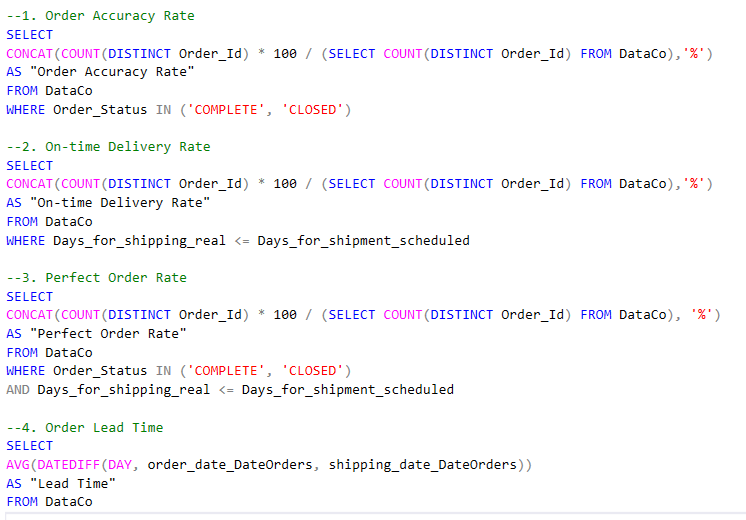 --1. Order Accuracy Rate
SELECT
CONCAT(COUNT(DISTINCT Order_Id) * 100 / (SELECT COUNT(DISTINCT Order_Id) FROM DataCo),'%')
AS "Order Accuracy Rate"
FROM DataCo
WHERE Order_Status IN ('COMPLETE', 'CLOSED')
--2. On-time Delivery Rate
SELECT
CONCAT(COUNT(DISTINCT Order_Id) * 100 / (SELECT COUNT(DISTINCT Order_Id) FROM DataCo),'%')
AS "On-time Delivery Rate"
FROM DataCo
WHERE Days_for_shipping_real <= Days_for_shipment_scheduled
--3. Perfect Order Rate
SELECT
CONCAT(COUNT(DISTINCT Order_Id) * 100 / (SELECT COUNT(DISTINCT Order_Id) FROM DataCo), '%')
AS "Perfect Order Rate"
FROM DataCo
WHERE Order_Status IN ('COMPLETE', 'CLOSED')
AND Days_for_shipping_real <= Days_for_shipment_scheduled
--4. Order Lead Time
SELECT
AVG(DATEDIFF(DAY, order_date_DateOrders, shipping_date_DateOrders))
AS "Lead Time"
FROM DataCo